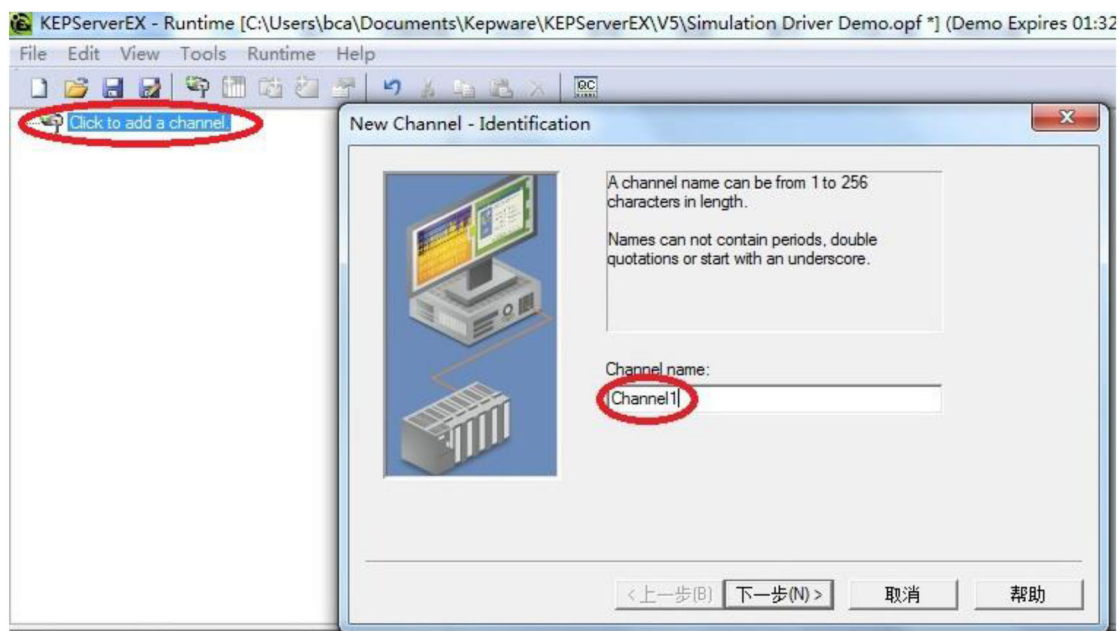 KEPServerEX - Runtime [C:\Users\bca\Documents\Kepware\KEPServerEX\V5\Simulation Driver Demo.opf *] (Demo Expires 01:32
File Edit View Tools Runtime Help
QC
Click to add a channel.
New Channel - Identification
A channel name can be from 1 to 256
characters in length.
Names can not contain periods, double
quotations or start with an underscore.
Channel name:
Channel1
<上一步(B) 下一步(N)> 取消 帮助